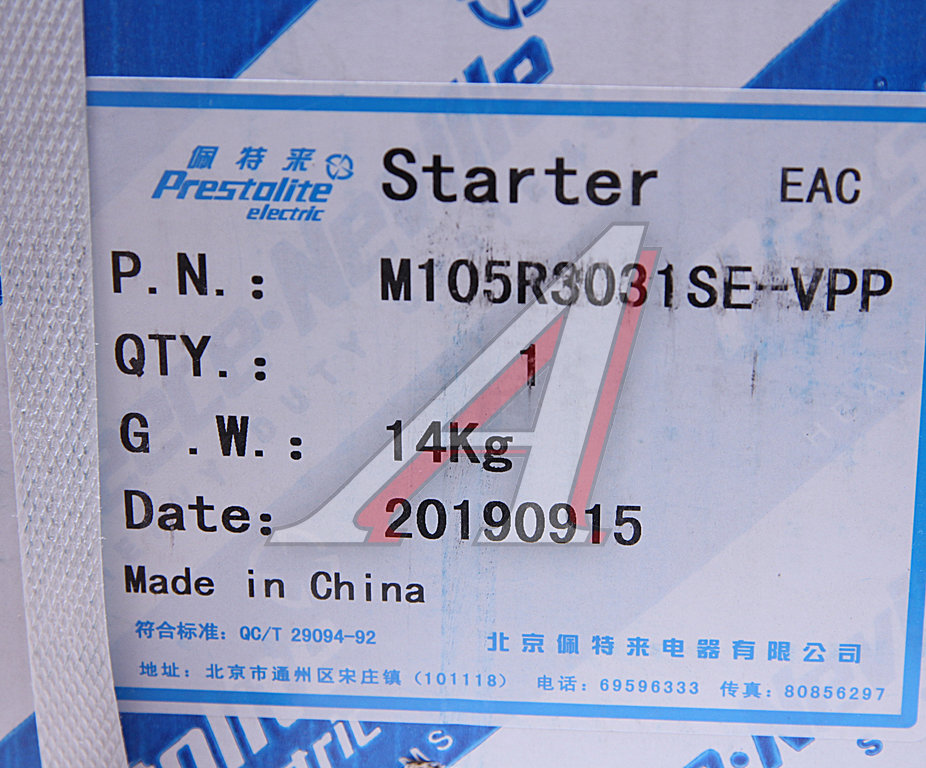 佩特来
Prestolite
electric
Starter EAC
P.N.: M105R3031SE-VPP
QTY.: 1
G .W.: 14Kg
Date: 20190915
Made in China
符合标准: QC/T 29094-92
北京佩特来电器有限公司
地址: 北京市通州区宋庄镇 (101118) 电话: 69596333 传真: 80856297
electric